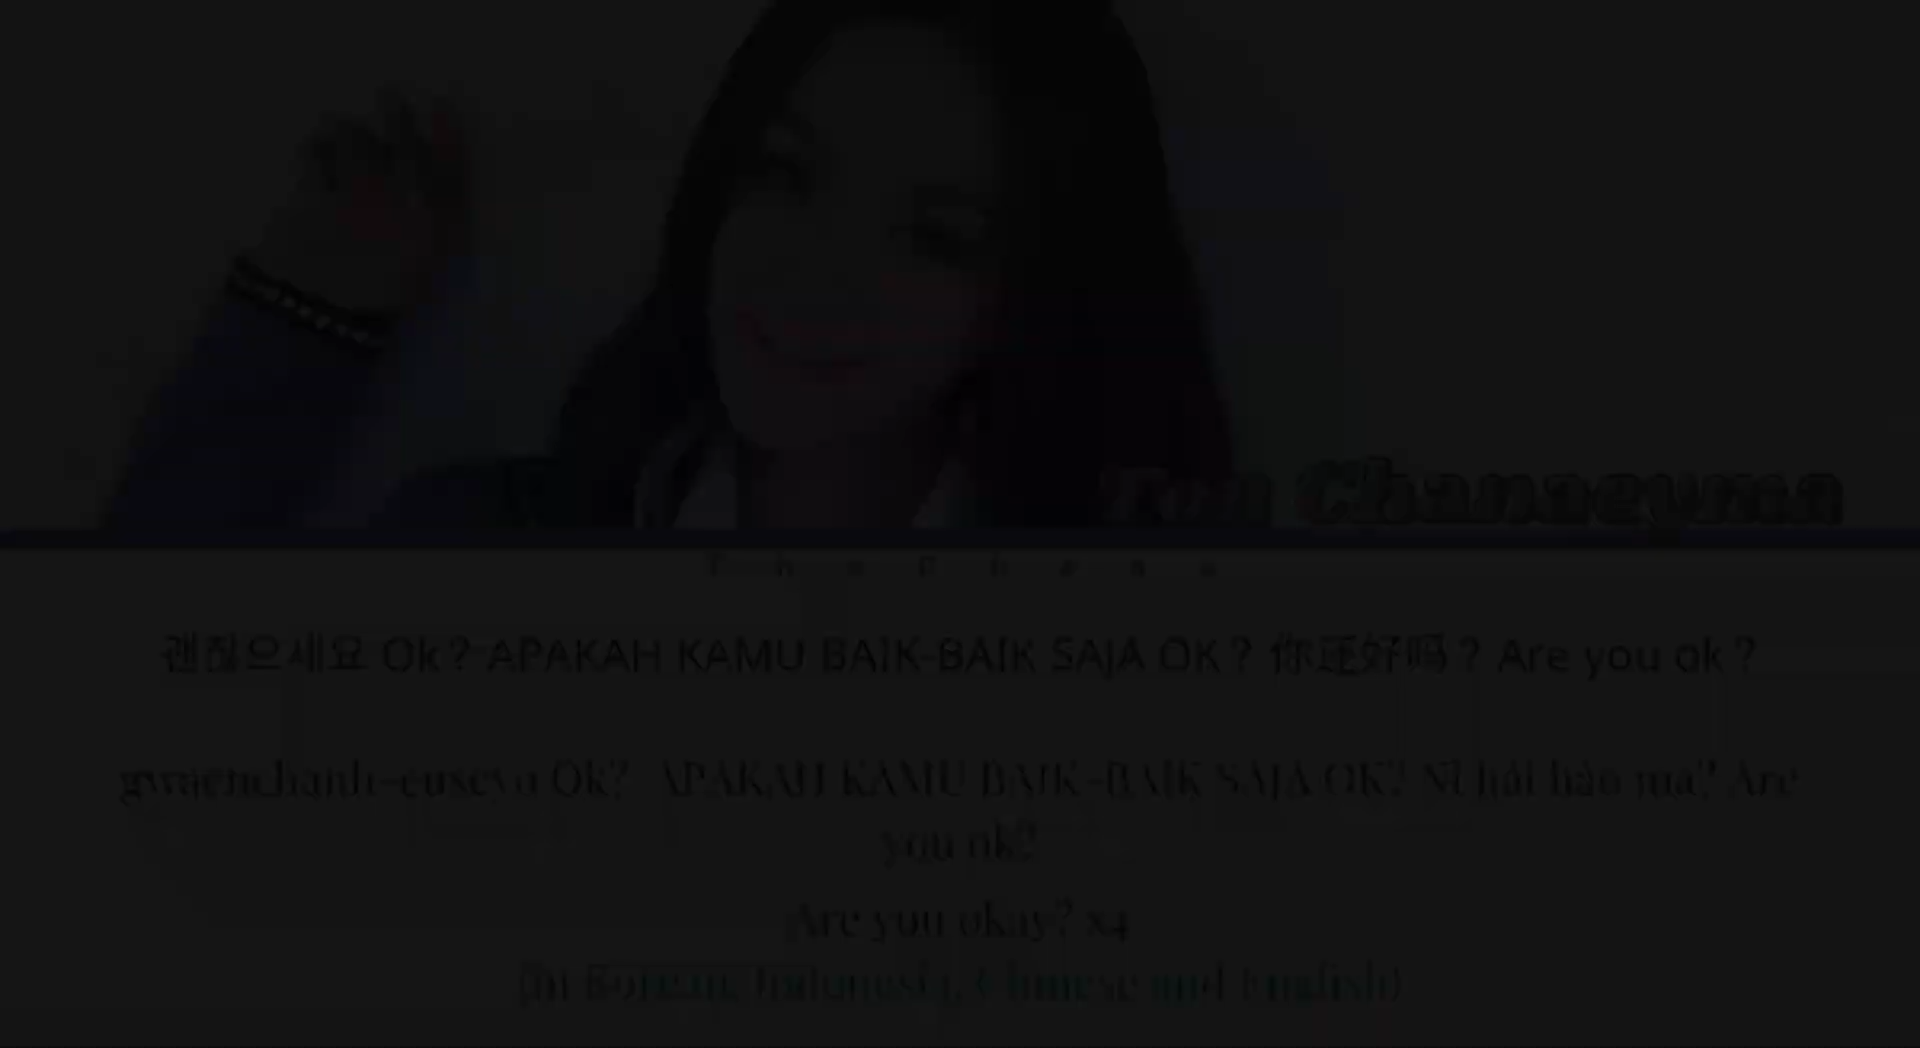 괜찮으세요 Ok？ APAKAH KAMU BAIK-BAIK SAJA OK？ 你还好吗？ Are you ok？
gwaenchanh-euseyo Ok? APAKAH KAMU BAIK-BAIK SAJA OK? Nǐ hái hǎo ma? Are
you ok?
Are you okay? x4
(In Korean, Indonesia, Chinese and English)